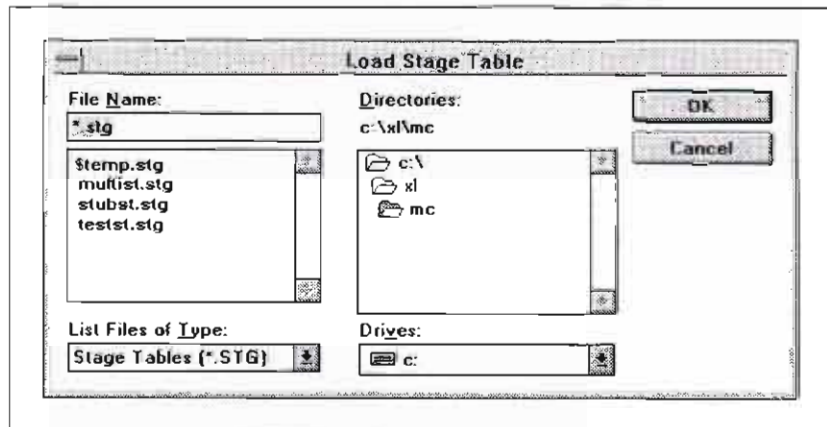 Load Stage Table
File Name:
*.stg
$temp.stg
multist.stg
stubst.stg
testst.stg
List Files of Type:
Stage Tables (*.STG)
Directories:
c:\xl\mc
c:\
xl
mc
Drives:
c:
OK
Cancel